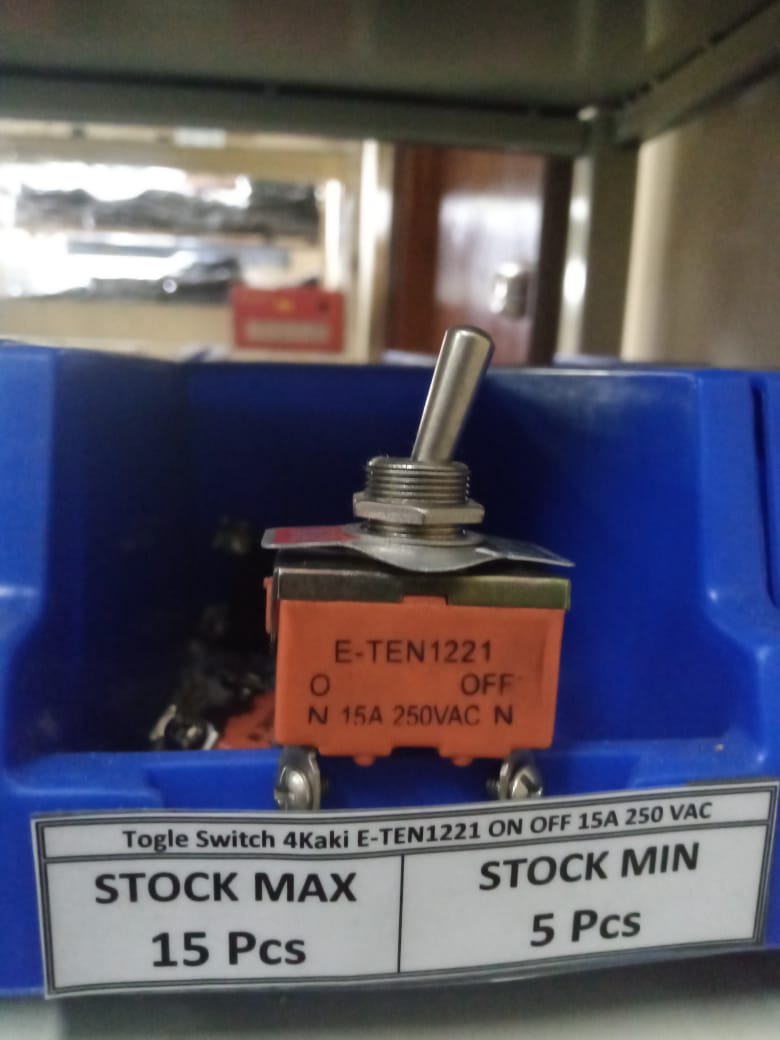 E-TEN1221
O OFF
N 15A 250VAC N
Togle Switch 4Kaki E-TEN1221 ON OFF 15A 250 VAC
STOCK MAX STOCK MIN
15 Pcs 5 Pcs